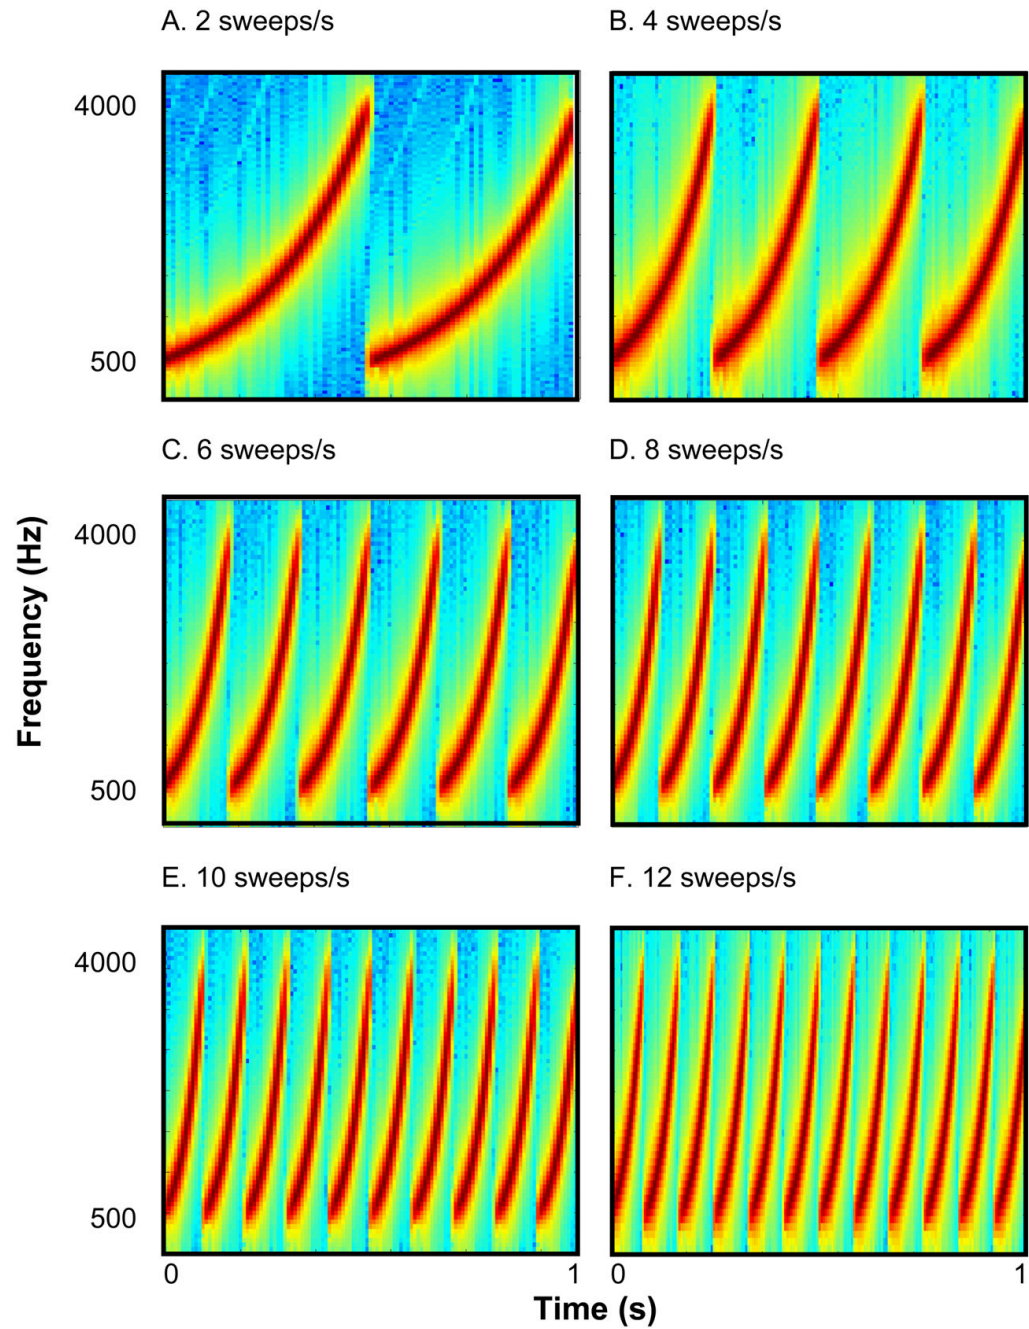 A. 2 sweeps/s
B. 4 sweeps/s
4000
500
C. 6 sweeps/s
D. 8 sweeps/s
4000
500
Frequency (Hz)
E. 10 sweeps/s
F. 12 sweeps/s
4000
500
0
1
0
1
Time (s)